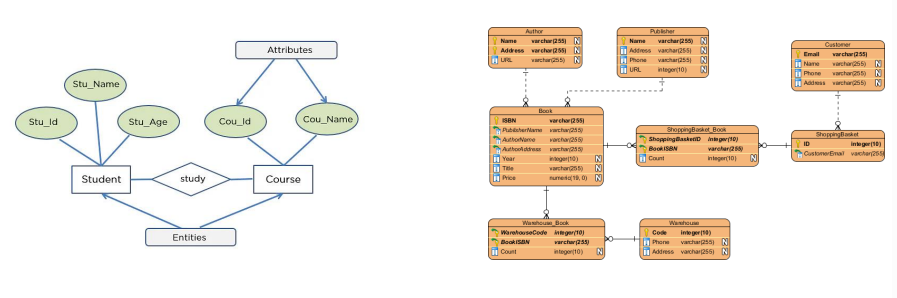 Attributes
Stu_Name
Stu_Id
Stu_Age
Cou_Id
Cou_Name
Student
study
Course
Entities
Author
Name varchar(255) N
Address varchar(255) N
URL varchar(255) N
Publisher
Name varchar(255) N
Address varchar(255) N
Phone varchar(255) N
URL integer(10) N
Customer
Email varchar(255)
Name varchar(255) N
Phone varchar(255) N
Address varchar(255) N
Book
ISBN varchar(255)
PublisherName varchar(255)
AuthorName varchar(255)
AuthorAddress varchar(255)
Year integer(10) N
Title varchar(255) N
Price numeric(19, 0) N
ShoppingBasket_Book
ShoppingBasketID integer(10)
BookISBN varchar(255)
Count integer(10) N
ShoppingBasket
ID integer(10)
CustomerEmail varchar(255)
Warehouse_Book
WarehouseCode integer(10)
BookISBN varchar(255)
Count integer(10) N
Warehouse
Code integer(10)
Phone varchar(255) N
Address varchar(255) N